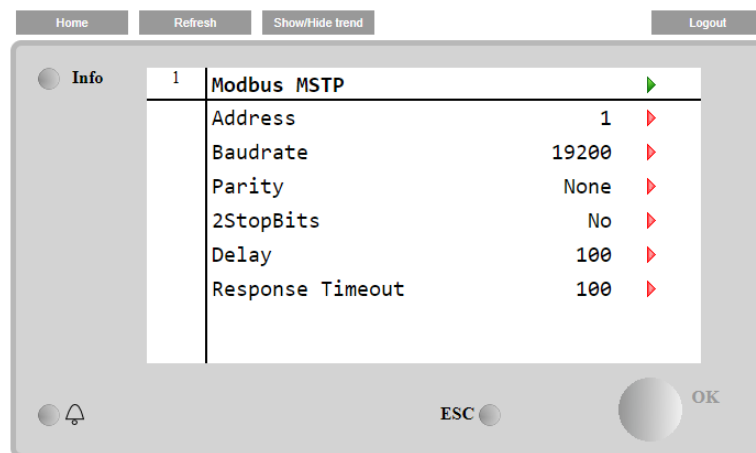 Home Refresh Show/Hide trend Logout
Info
1 Modbus MSTP
Address 1
Baudrate 19200
Parity None
2StopBits No
Delay 100
Response Timeout 100
ESC OK